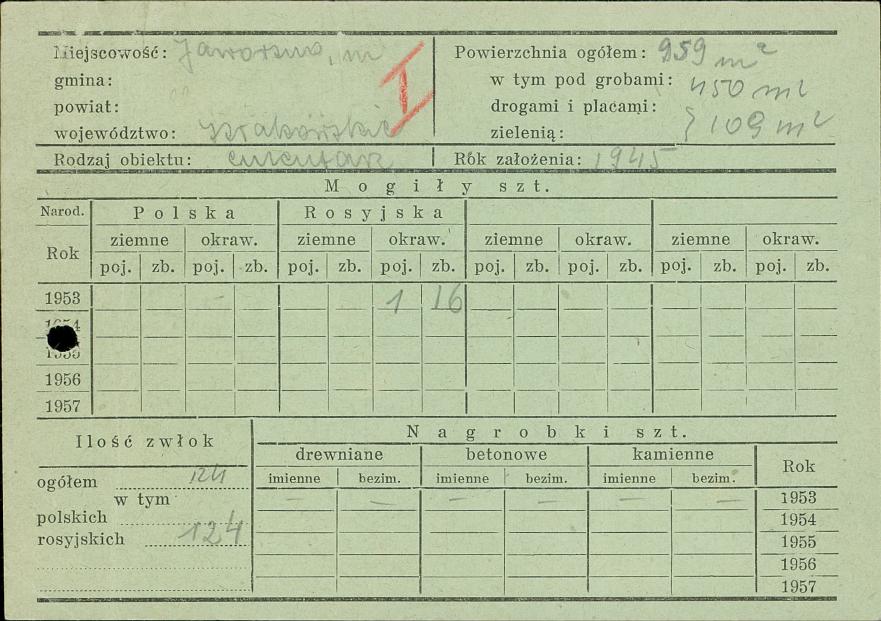 Miejscowość: Jaworzno, m
gmina:
powiat:
województwo: krakowskie
I
Powierzchnia ogółem: 959 m²
w tym pod grobami: 450 m²
drogami i placami:
zielenią: } 109 m²
Rodzaj obiektu: cmentarz
Rok założenia: 1945
Mogiły szt.
Narod. Polska Rosyjska
Rok ziemne okraw. ziemne okraw. ziemne okraw. ziemne okraw.
poj. zb. poj. zb. poj. zb. poj. zb. poj. zb. poj. zb. poj. zb. poj. zb.
1953 - 1 16
1954
1955
1956
1957
Ilość zwłok
ogółem 124
w tym
polskich
rosyjskich 124
Nagrobki szt.
drewniane betonowe kamienne Rok
imienne bezim. imienne bezim. imienne bezim.
— — — — — — 1953
1954
1955
1956
1957